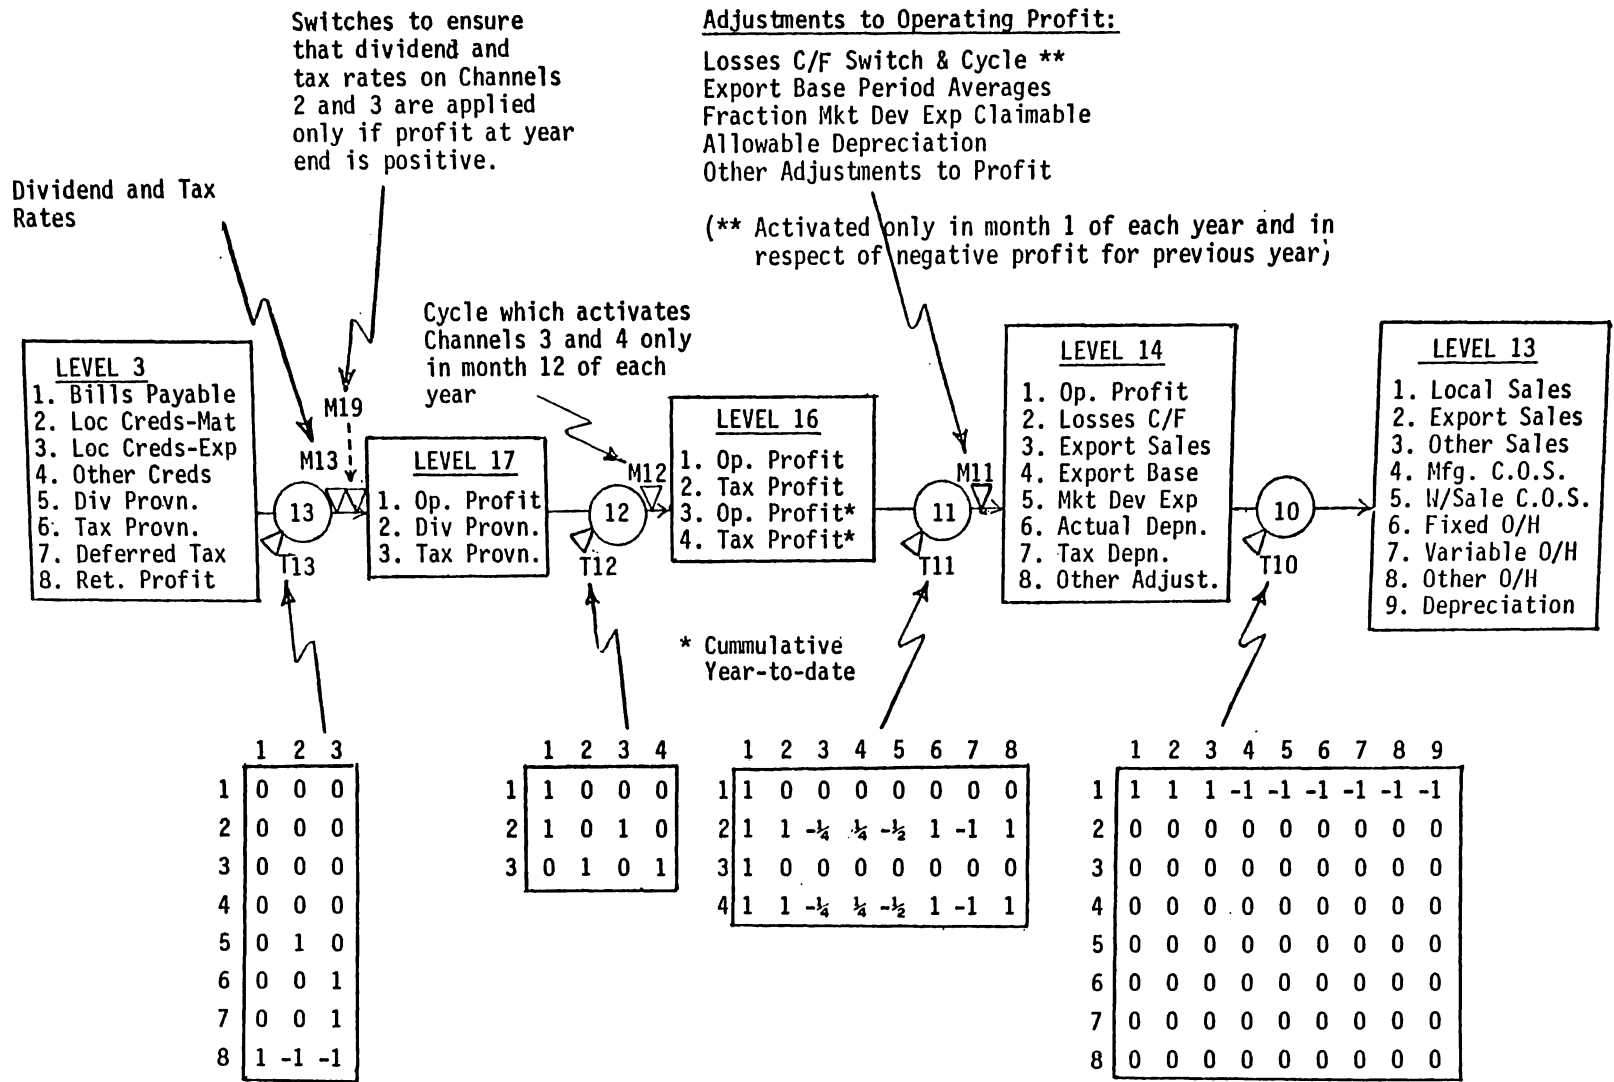 Switches to ensure
that dividend and
tax rates on Channels
2 and 3 are applied
only if profit at year
end is positive.
Adjustments to Operating Profit:
Losses C/F Switch & Cycle **
Export Base Period Averages
Fraction Mkt Dev Exp Claimable
Allowable Depreciation
Other Adjustments to Profit
(** Activated only in month 1 of each year and in
respect of negative profit for previous year)
Dividend and Tax
Rates
Cycle which activates
Channels 3 and 4 only
in month 12 of each
year
LEVEL 3
1. Bills Payable
2. Loc Creds-Mat
3. Loc Creds-Exp
4. Other Creds
5. Div Provn.
6. Tax Provn.
7. Deferred Tax
8. Ret. Profit
M19
M13
13
T13
LEVEL 17
1. Op. Profit
2. Div Provn.
3. Tax Provn.
M12
12
T12
LEVEL 16
1. Op. Profit
2. Tax Profit
3. Op. Profit*
4. Tax Profit*
M11
11
T11
LEVEL 14
1. Op. Profit
2. Losses C/F
3. Export Sales
4. Export Base
5. Mkt Dev Exp
6. Actual Depn.
7. Tax Depn.
8. Other Adjust.
10
T10
LEVEL 13
1. Local Sales
2. Export Sales
3. Other Sales
4. Mfg. C.O.S.
5. W/Sale C.O.S.
6. Fixed O/H
7. Variable O/H
8. Other O/H
9. Depreciation
* Cummulative
Year-to-date
1 2 3
1 0 0 0
2 0 0 0
3 0 0 0
4 0 0 0
5 0 1 0
6 0 0 1
7 0 0 1
8 1 -1 -1
1 2 3 4
1 1 0 0 0
2 1 0 1 0
3 0 1 0 1
1 2 3 4 5 6 7 8
1 1 0 0 0 0 0 0 0
2 1 1 -¼ ¼ -½ 1 -1 1
3 1 0 0 0 0 0 0 0
4 1 1 -¼ ¼ -½ 1 -1 1
1 2 3 4 5 6 7 8 9
1 1 1 1 -1 -1 -1 -1 -1 -1
2 0 0 0 0 0 0 0 0 0
3 0 0 0 0 0 0 0 0 0
4 0 0 0 0 0 0 0 0 0
5 0 0 0 0 0 0 0 0 0
6 0 0 0 0 0 0 0 0 0
7 0 0 0 0 0 0 0 0 0
8 0 0 0 0 0 0 0 0 0